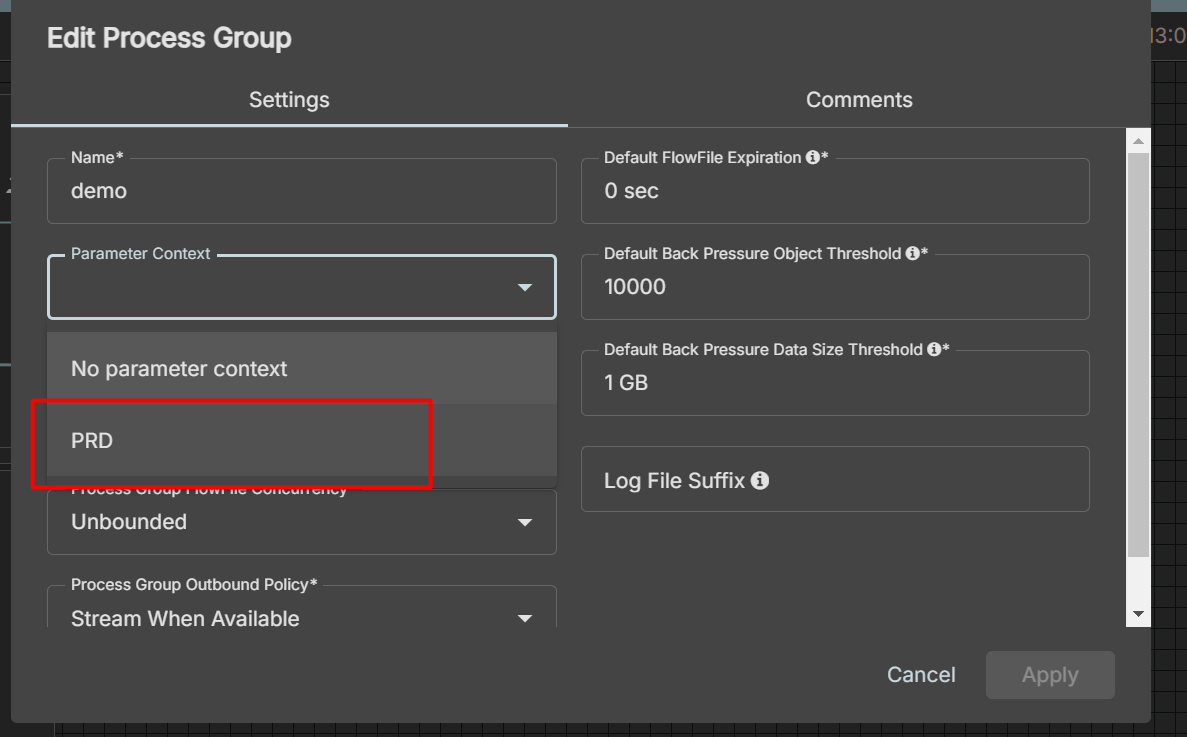 Edit Process Group
Settings
Comments
Name*
demo
Default FlowFile Expiration *
0 sec
Parameter Context
Default Back Pressure Object Threshold *
10000
No parameter context
PRD
Default Back Pressure Data Size Threshold *
1 GB
Process Group FlowFile Concurrency
Unbounded
Log File Suffix
Process Group Outbound Policy*
Stream When Available
Cancel
Apply
13:0